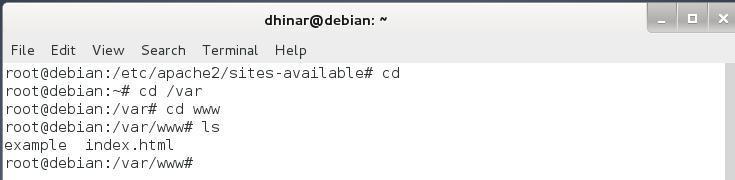 dhinar@debian: ~
File Edit View Search Terminal Help
root@debian:/etc/apache2/sites-available# cd
root@debian:~# cd /var
root@debian:/var# cd www
root@debian:/var/www# ls
example  index.html
root@debian:/var/www#